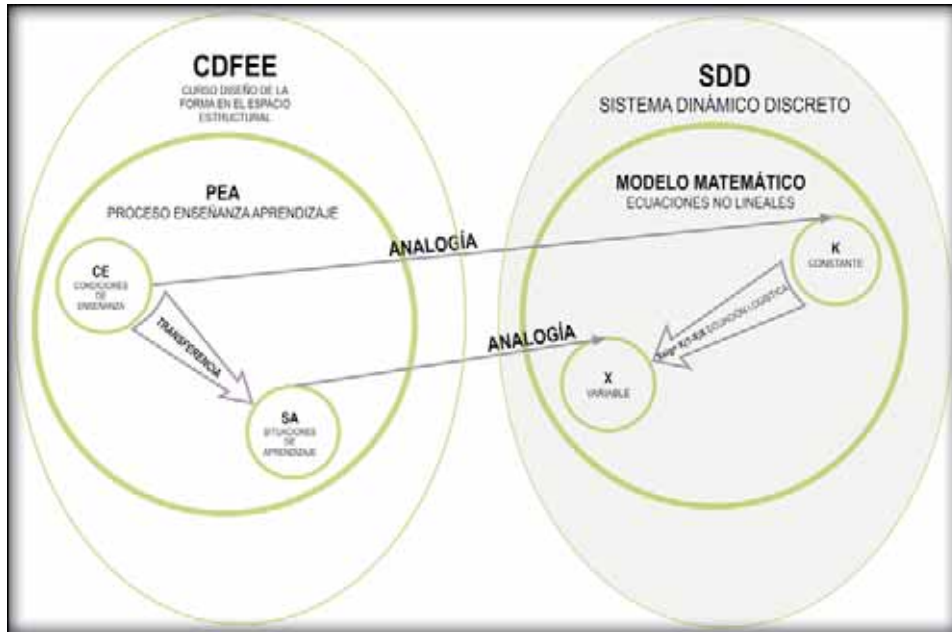 CDFEE
CURSO DISEÑO DE LA
FORMA EN EL ESPACIO
ESTRUCTURAL
PEA
PROCESO ENSEÑANZA APRENDIZAJE
CE
CONDICIONES
DE
ENSEÑANZA
TRANSFERENCIA
SA
SITUACIONES
DE
APRENDIZAJE
ANALOGÍA
ANALOGÍA
SDD
SISTEMA DINÁMICO DISCRETO
MODELO MATEMÁTICO
ECUACIONES NO LINEALES
K
CONSTANTE
ECUACIÓN LOGÍSTICA
X
VARIABLE